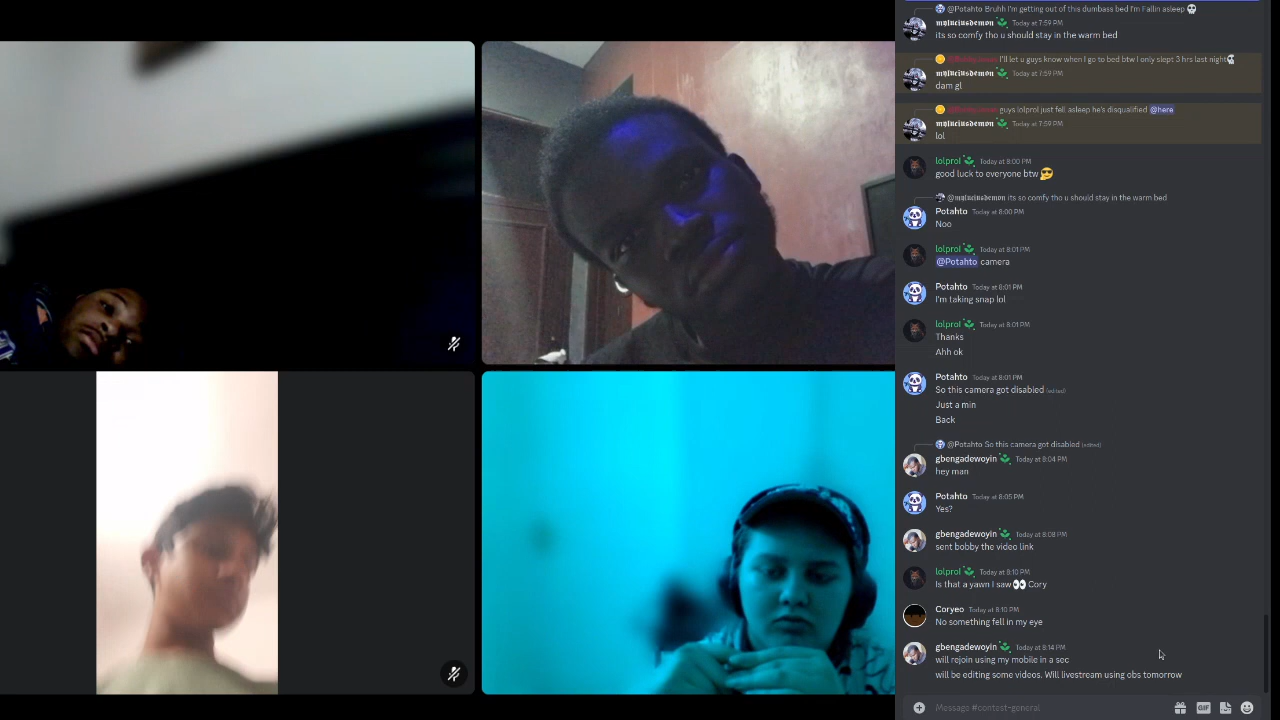 @Potahto Bruhh I'm getting out of this dumbass bed I'm Fallin asleep 💀
𝖒𝖞𝖑𝖚𝖈𝖎𝖚𝖘𝖉𝖊𝖒𝖔𝖓 Today at 7:59 PM
its so comfy tho u should stay in the warm bed
I'll let u guys know when I go to bed btw I only slept 3 hrs last night
𝖒𝖞𝖑𝖚𝖈𝖎𝖚𝖘𝖉𝖊𝖒𝖔𝖓 Today at 7:59 PM
dam gl
guys lolprol just fell asleep he's disqualified @here
𝖒𝖞𝖑𝖚𝖈𝖎𝖚𝖘𝖉𝖊𝖒𝖔𝖓 Today at 7:59 PM
lol
lolprol Today at 8:00 PM
good luck to everyone btw
@𝖒𝖞𝖑𝖚𝖈𝖎𝖚𝖘𝖉𝖊𝖒𝖔𝖓 its so comfy tho u should stay in the warm bed
Potahto Today at 8:00 PM
Noo
lolprol Today at 8:01 PM
@Potahto camera
Potahto Today at 8:01 PM
I'm taking snap lol
lolprol Today at 8:01 PM
Thanks
Ahh ok
Potahto Today at 8:01 PM
So this camera got disabled (edited)
Just a min
Back
@Potahto So this camera got disabled (edited)
gbengadewoyin Today at 8:04 PM
hey man
Potahto Today at 8:05 PM
Yes?
gbengadewoyin Today at 8:08 PM
sent bobby the video link
lolprol Today at 8:10 PM
Is that a yawn I saw 👀 Cory
Coryeo Today at 8:10 PM
No something fell in my eye
gbengadewoyin Today at 8:14 PM
will rejoin using my mobile in a sec
will be editing some videos. Will livestream using obs tomorrow
Message #contest-general
GIF